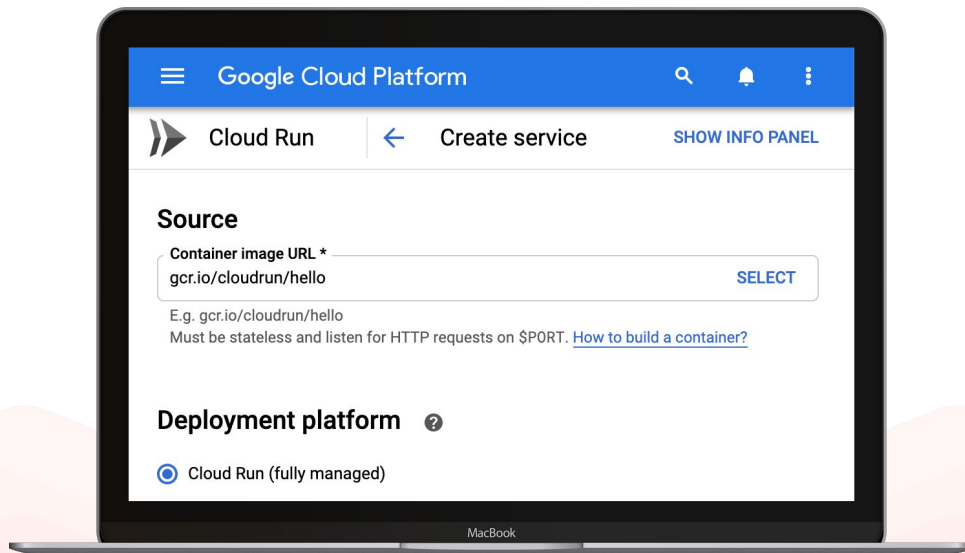 Google Cloud Platform
Cloud Run
Create service
SHOW INFO PANEL
Source
Container image URL *
gcr.io/cloudrun/hello
SELECT
E.g. gcr.io/cloudrun/hello
Must be stateless and listen for HTTP requests on $PORT. How to build a container?
Deployment platform
?
Cloud Run (fully managed)
MacBook